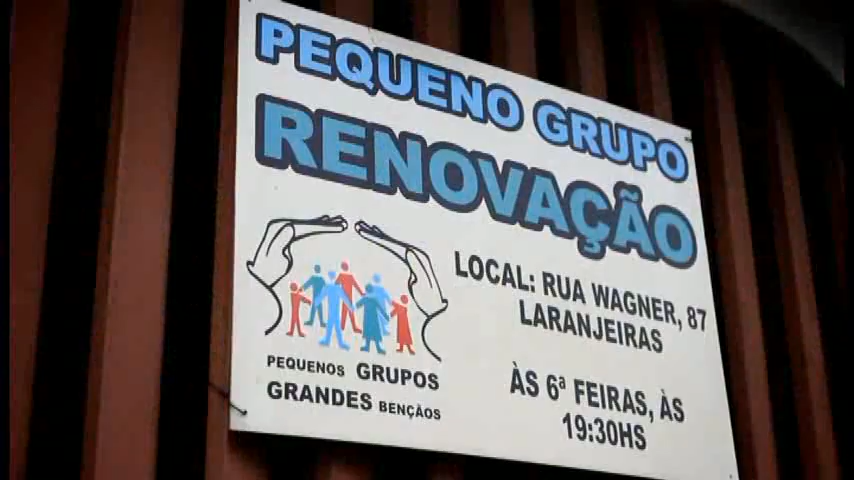 PEQUENO GRUPO
RENOVAÇÃO
LOCAL: RUA WAGNER, 87
LARANJEIRAS
ÀS 6ª FEIRAS, ÀS
19:30HS
PEQUENOS GRUPOS
GRANDES BENÇÃOS